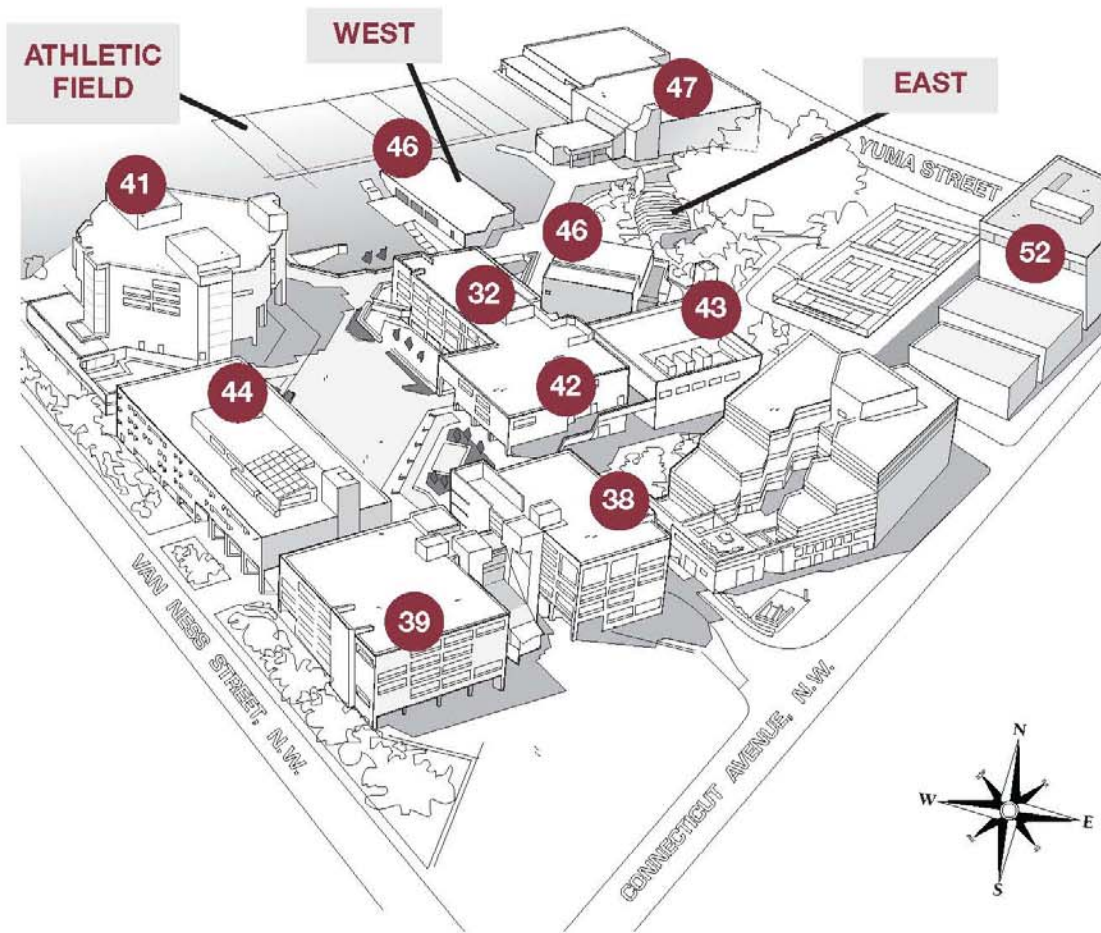 ATHLETIC
FIELD
WEST
EAST
47
46
41
YUMA STREET
46
52
32
43
42
44
38
39
VAN NESS STREET, N.W.
CONNECTICUT AVENUE, N.W.
N
W
E
S